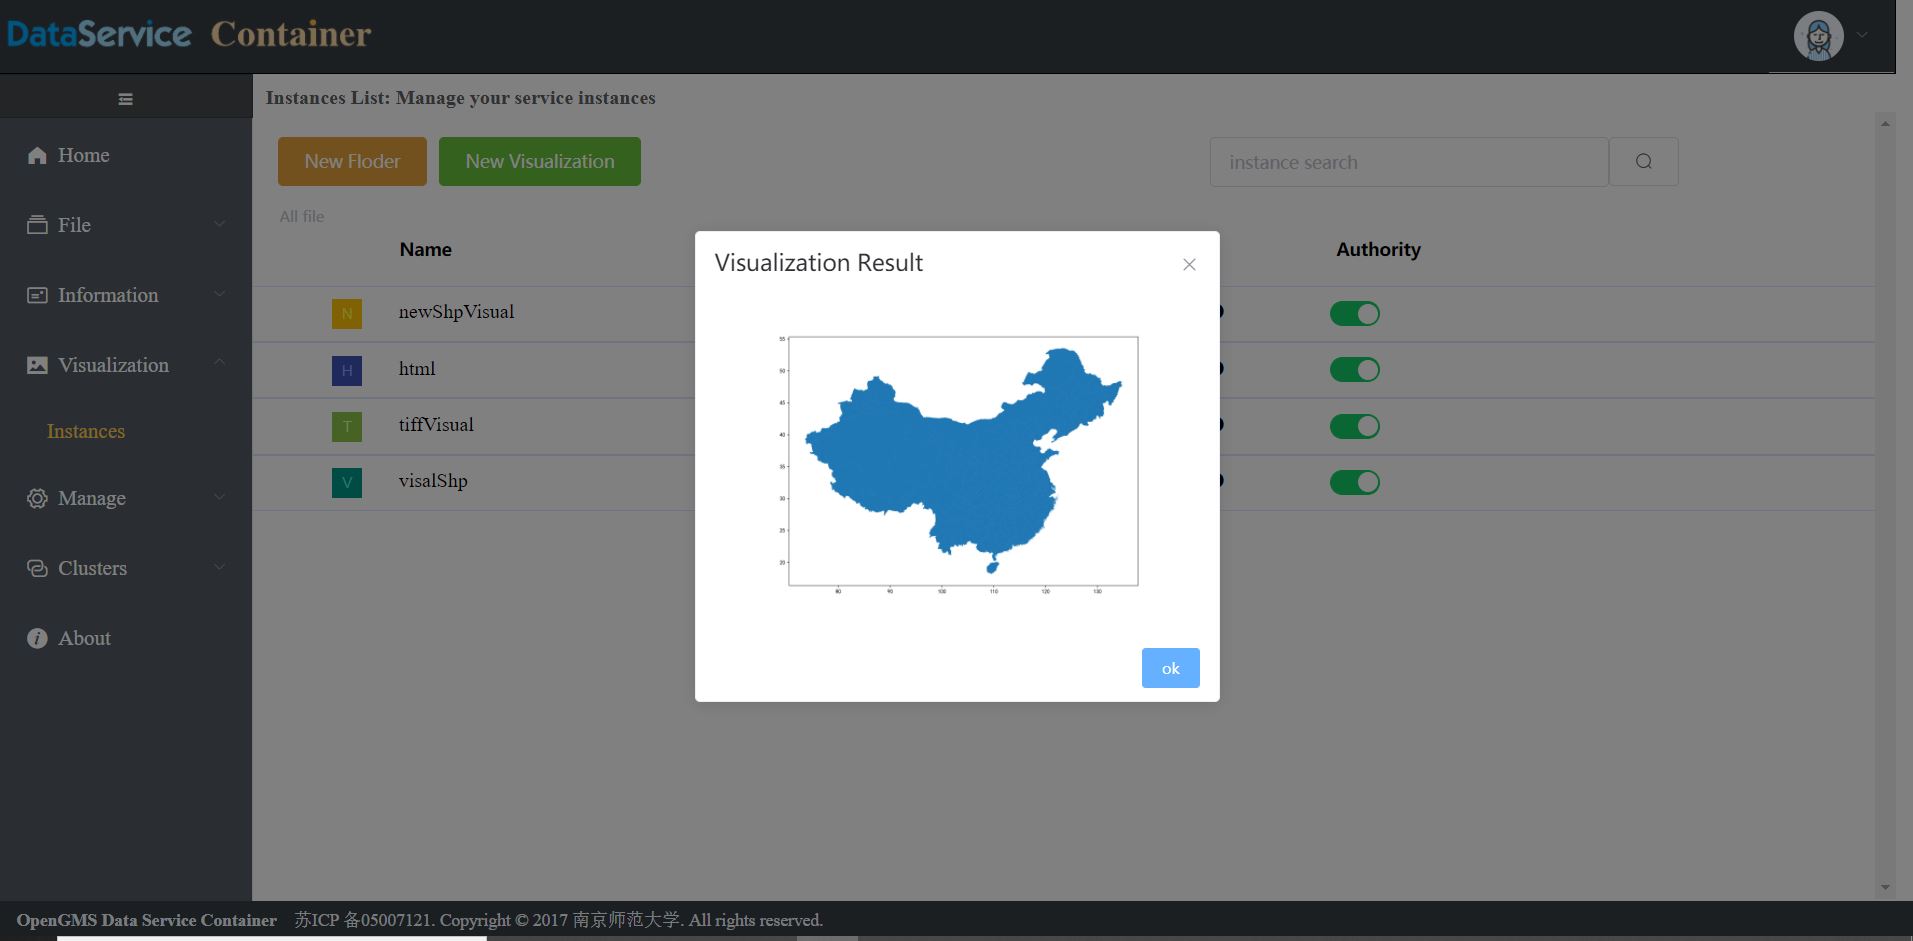 DataService Container
Instances List: Manage your service instances
Home
File
Information
Visualization
Instances
Manage
Clusters
About
New Floder
New Visualization
instance search
All file
Name
Authority
N newShpVisual
H html
T tiffVisual
V visalShp
Visualization Result
55
50
45
40
35
30
25
20
80 90 100 110 120 130
ok
OpenGMS Data Service Container 苏ICP 备05007121. Copyright © 2017 南京师范大学. All rights reserved.